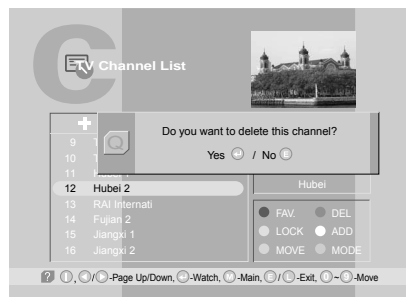 TV Channel List
Do you want to delete this channel?
Yes / No E
9 T
10 T
11
12 Hubei 2
13 RAI Internati
14 Fujian 2
15 Jiangxi 1
16 Jiangxi 2
Hubei
FAV. DEL
LOCK ADD
MOVE MODE
? I, / -Page Up/Down, -Watch, M-Main, E/ L-Exit, 0~9-Move